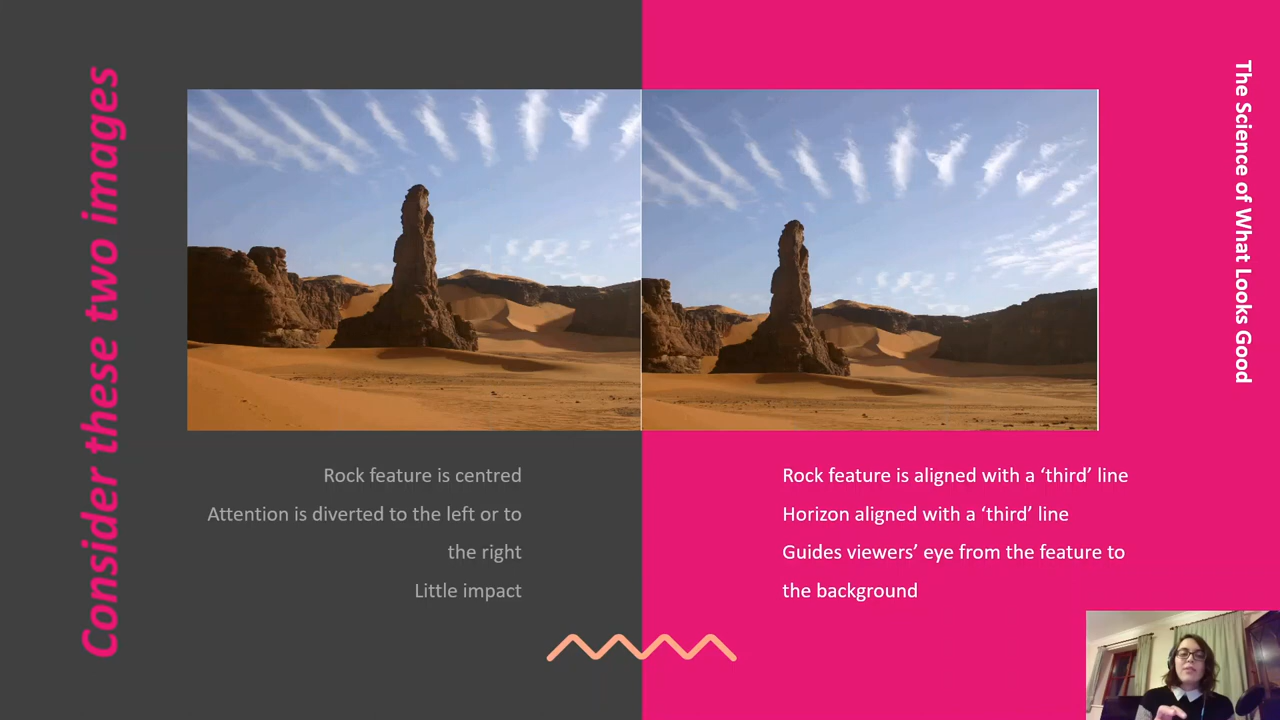 Consider these two images
Rock feature is centred
Attention is diverted to the left or to
the right
Little impact
Rock feature is aligned with a ‘third’ line
Horizon aligned with a ‘third’ line
Guides viewers’ eye from the feature to
the background
The Science of What Looks Good